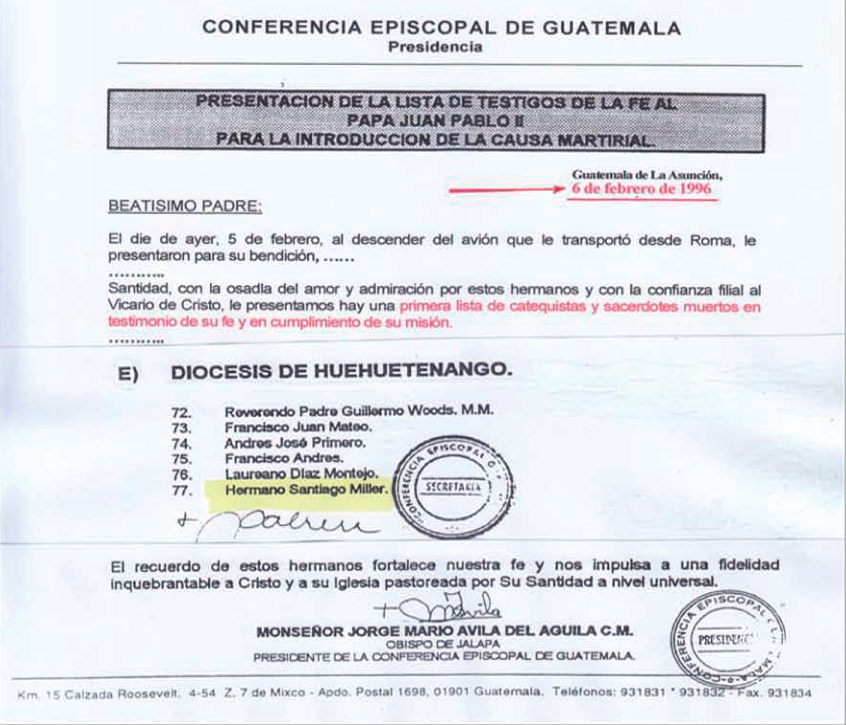 CONFERENCIA EPISCOPAL DE GUATEMALA
Presidencia
PRESENTACION DE LA LISTA DE TESTIGOS DE LA FE AL
PAPA JUAN PABLO II
PARA LA INTRODUCCION DE LA CAUSA MARTIRIAL.
Guatemala de La Asunción,
6 de febrero de 1996
BEATISIMO PADRE:
El die de ayer, 5 de febrero, al descender del avión que le transportó desde Roma, le
presentaron para su bendición, ......
...........
Santidad, con la osadla del amor y admiración por estos hermanos y con la confianza filial al
Vicario de Cristo, le presentamos hay una primera lista de catequistas y sacerdotes muertos en
testimonio de su fe y en cumplimiento de su misión.
...........
E) DIOCESIS DE HUEHUETENANGO.
72. Reverendo Padre Guillermo Woods. M.M.
73. Francisco Juan Mateo.
74. Andres José Primero.
75. Francisco Andres.
76. Laureano Díaz Montejo.
77. Hermano Santiago Miller.
CONFERENCIA EPISCOPAL
SECRETARIA
El recuerdo de estos hermanos fortalece nuestra fe y nos impulsa a una fidelidad
inquebrantable a Cristo y a su Iglesia pastoreada por Su Santidad a nivel universal.
MONSEÑOR JORGE MARIO AVILA DEL AGUILA C.M.
OBISPO DE JALAPA
PRESIDENTE DE LA CONFERENCIA EPISCOPAL DE GUATEMALA.
CONFERENCIA EPISCOPAL
Km. 15 Calzada Roosevelt. 4-54 Z. 7 de Mixco - Apdo. Postal 1698, 01901 Guatemala. Teléfonos: 931831 * 931832 - Fax. 931834